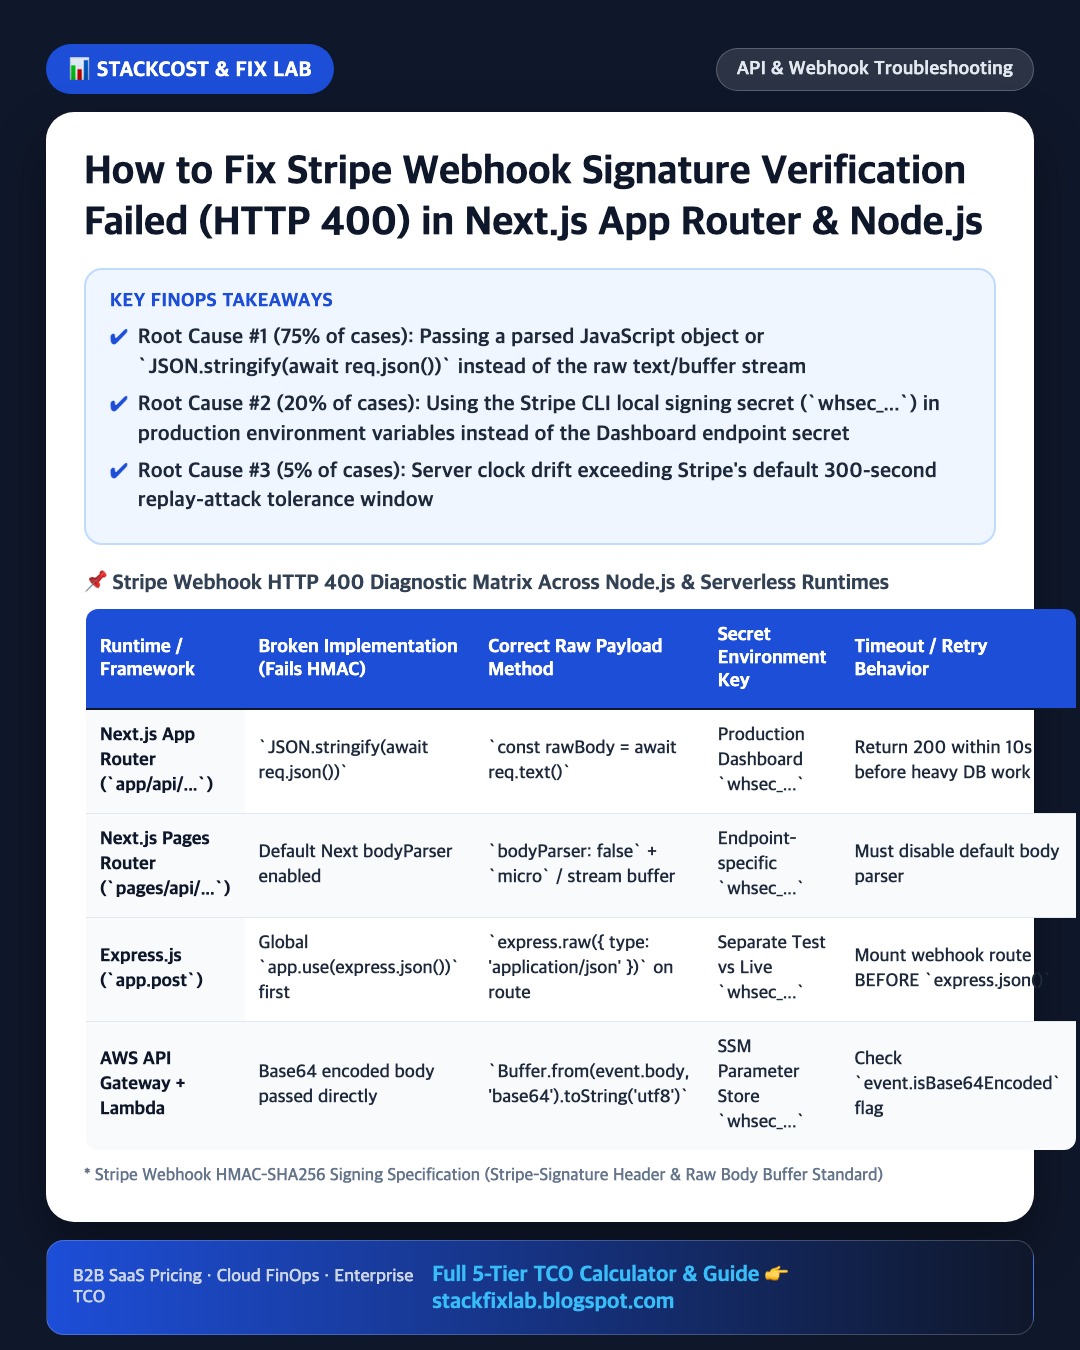 📊 STACKCOST & FIX LAB
API & Webhook Troubleshooting
How to Fix Stripe Webhook Signature Verification
Failed (HTTP 400) in Next.js App Router & Node.js
KEY FINOPS TAKEAWAYS
✔ Root Cause #1 (75% of cases): Passing a parsed JavaScript object or
`JSON.stringify(await req.json())` instead of the raw text/buffer stream
✔ Root Cause #2 (20% of cases): Using the Stripe CLI local signing secret (`whsec_...`) in
production environment variables instead of the Dashboard endpoint secret
✔ Root Cause #3 (5% of cases): Server clock drift exceeding Stripe's default 300-second
replay-attack tolerance window
📌 Stripe Webhook HTTP 400 Diagnostic Matrix Across Node.js & Serverless Runtimes
Runtime /
Framework
Broken Implementation
(Fails HMAC)
Correct Raw Payload
Method
Secret
Environment
Key
Timeout / Retry
Behavior
Next.js App
Router
(`app/api/...`)
`JSON.stringify(await
req.json())`
`const rawBody = await
req.text()`
Production
Dashboard
`whsec_...`
Return 200 within 10s
before heavy DB work
Next.js Pages
Router
(`pages/api/...`)
Default Next bodyParser
enabled
`bodyParser: false` +
`micro` / stream buffer
Endpoint-
specific
`whsec_...`
Must disable default body
parser
Express.js
(`app.post`)
Global
`app.use(express.json())`
first
`express.raw({ type:
'application/json' })` on
route
Separate Test
vs Live
`whsec_...`
Mount webhook route
BEFORE `express.json()`
AWS API
Gateway +
Lambda
Base64 encoded body
passed directly
`Buffer.from(event.body,
'base64').toString('utf8')`
SSM
Parameter
Store
`whsec_...`
Check
`event.isBase64Encoded`
flag
* Stripe Webhook HMAC-SHA256 Signing Specification (Stripe-Signature Header & Raw Body Buffer Standard)
B2B SaaS Pricing · Cloud FinOps · Enterprise
TCO
Full 5-Tier TCO Calculator & Guide 👉
stackfixlab.blogspot.com